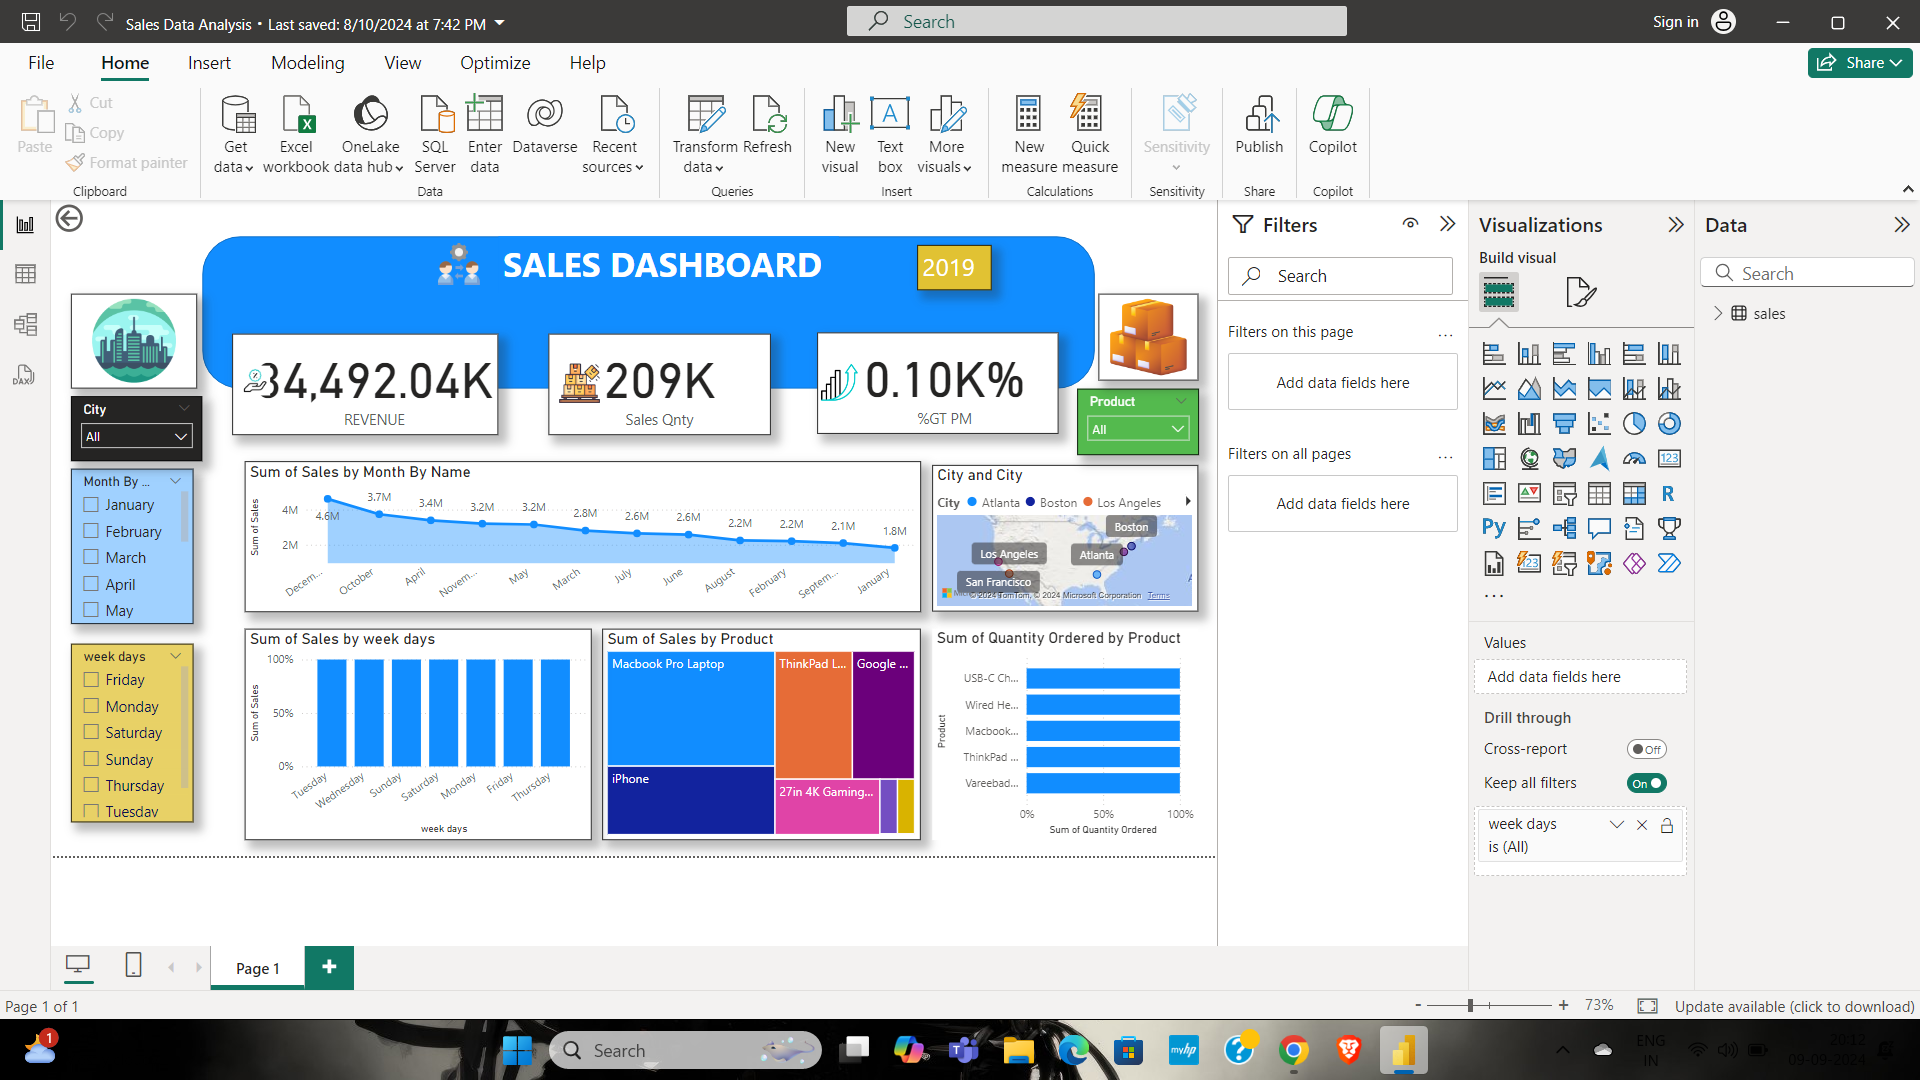 Sales Data Analysis • Last saved: 8/10/2024 at 7:42 PM
Search
Sign in
File
Home
Insert
Modeling
View
Optimize
Help
Share
Paste
Cut
Copy
Format painter
Clipboard
Get data
Excel workbook
OneLake data hub
SQL Server
Enter data
Dataverse
Recent sources
Data
Transform data
Refresh
Queries
New visual
Text box
More visuals
Insert
New measure
Quick measure
Calculations
Sensitivity
Sensitivity
Publish
Share
Copilot
Copilot
SALES DASHBOARD
2019
34,492.04K
REVENUE
209K
Sales Qnty
0.10K%
%GT PM
City
All
Product
All
Month By ...
January
February
March
April
May
week days
Friday
Monday
Saturday
Sunday
Thursday
Tuesday
Sum of Sales by Month By Name
Sum of Sales
4M
2M
4.6M
3.7M
3.4M
3.2M
3.2M
2.8M
2.6M
2.6M
2.2M
2.2M
2.1M
1.8M
Decem...
October
April
Novem...
May
March
July
June
August
February
Septem...
January
City and City
City
Atlanta
Boston
Los Angeles
Boston
Los Angeles
Atlanta
San Francisco
© 2024 TomTom, © 2024 Microsoft Corporation
Terms
Sum of Sales by week days
Sum of Sales
100%
50%
0%
Tuesday
Wednesday
Sunday
Saturday
Monday
Friday
Thursday
week days
Sum of Sales by Product
Macbook Pro Laptop
iPhone
ThinkPad L...
Google ...
27in 4K Gaming...
Sum of Quantity Ordered by Product
Product
USB-C Ch...
Wired He...
Macbook...
ThinkPad ...
Vareebad...
0%
50%
100%
Sum of Quantity Ordered
Filters
Search
Filters on this page
...
Add data fields here
Filters on all pages
...
Add data fields here
Visualizations
Build visual
123
R
Py
123
...
Values
Add data fields here
Drill through
Cross-report
Off
Keep all filters
On
week days
is (All)
Data
Search
sales
DAX
Page 1
Page 1 of 1
- + 73%
Update available (click to download)
1
Search
myhp
ENG
IN
20:12
09-09-2024